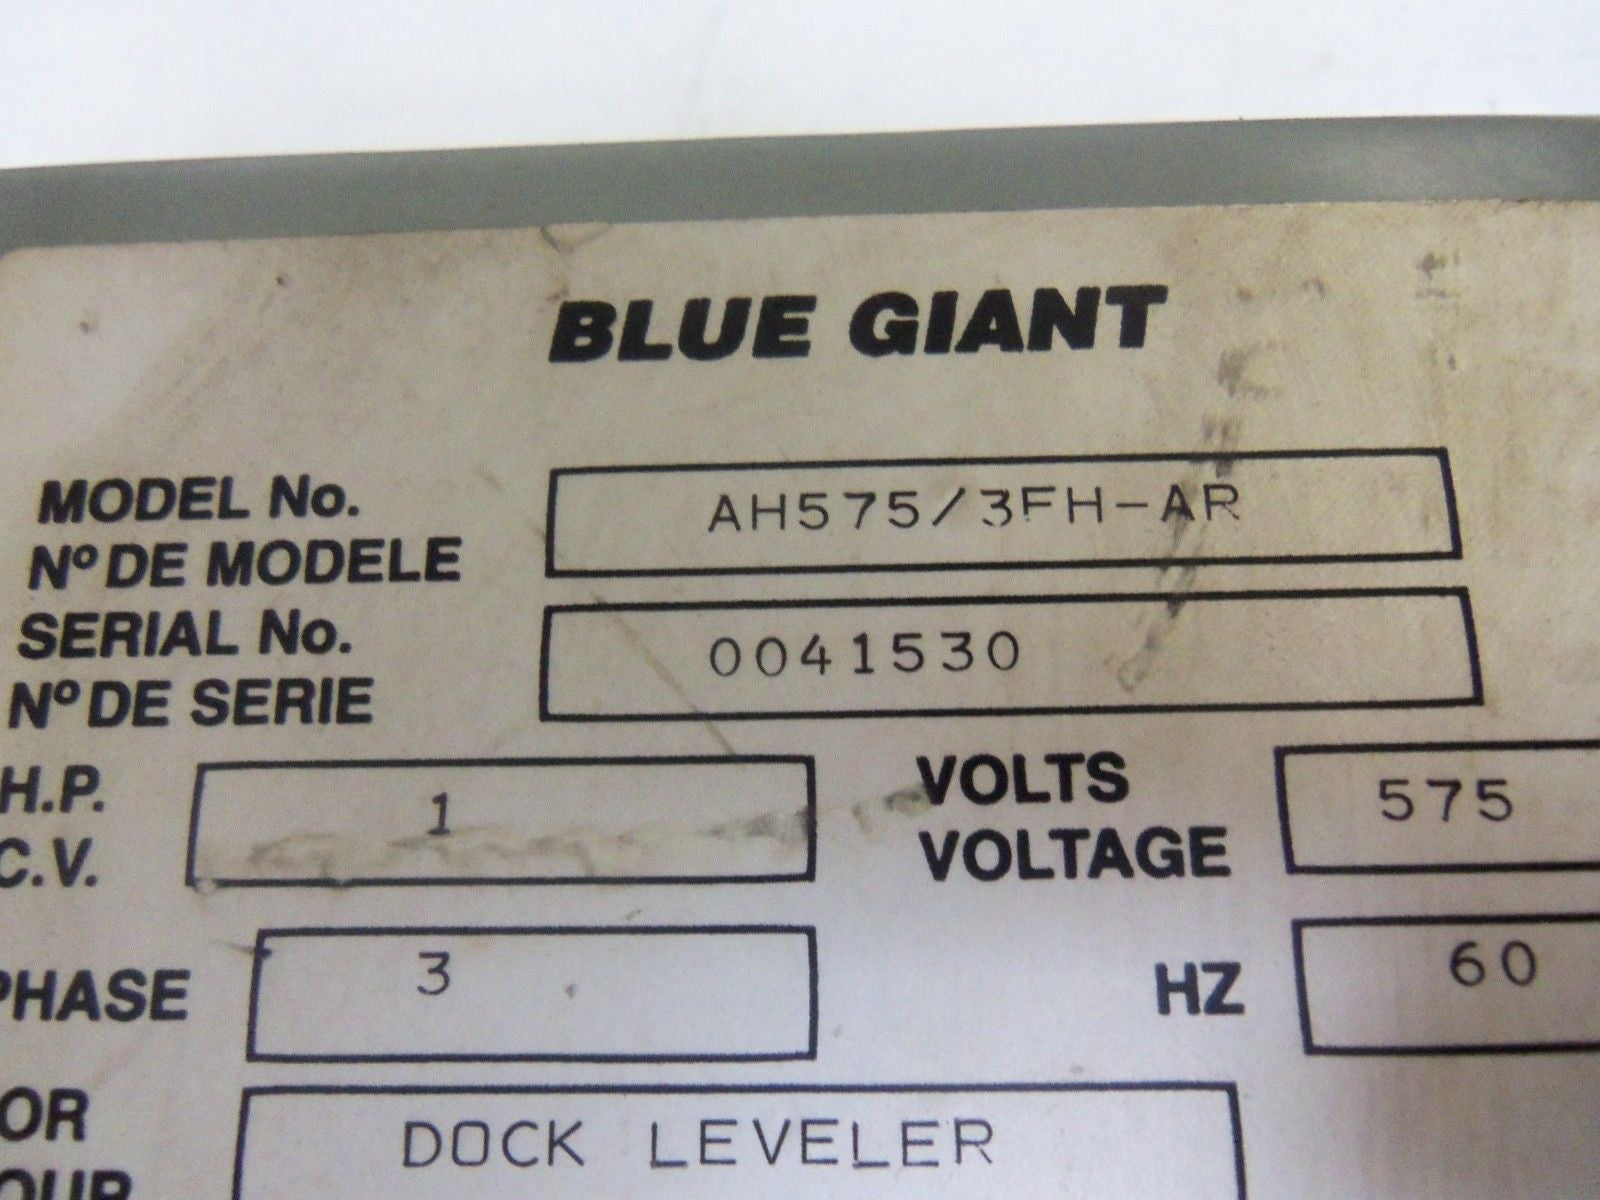 BLUE GIANT
MODEL No. AH575/3FH-AR
Nº DE MODELE
SERIAL No. 0041530
Nº DE SERIE
H.P. 1 VOLTS 575
C.V. VOLTAGE
PHASE 3 HZ 60
OR DOCK LEVELER
OUR